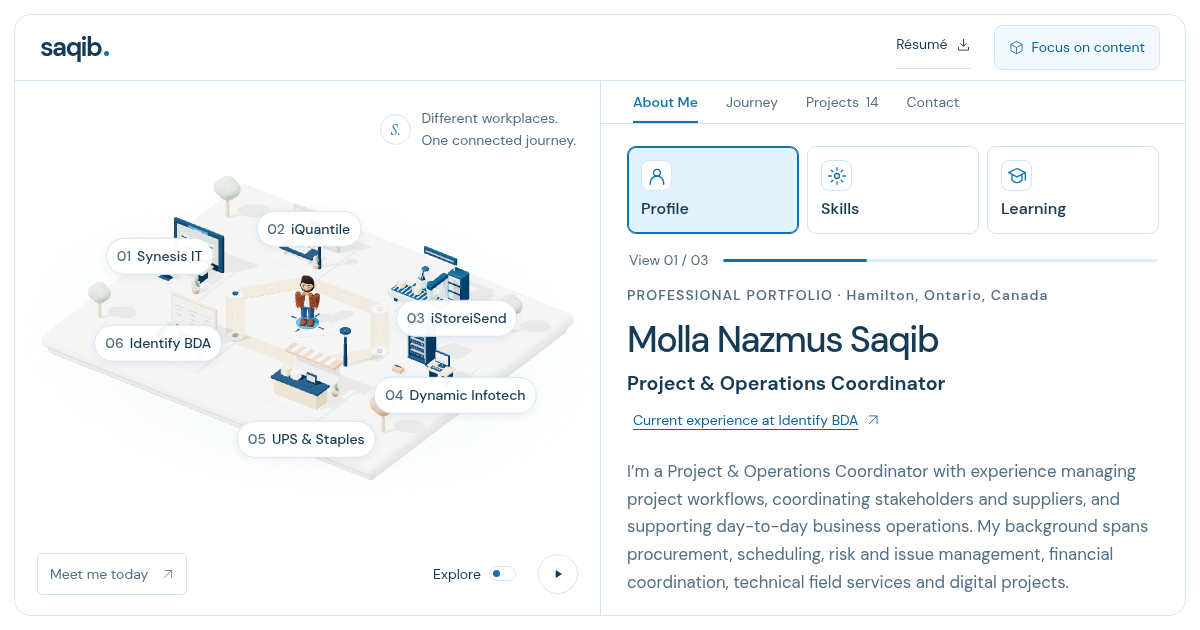 saqib.
Résumé
Focus on content
S.
Different workplaces.
One connected journey.
01 Synesis IT
02 iQuantile
03 iStoreiSend
06 Identify BDA
04 Dynamic Infotech
05 UPS & Staples
Meet me today
Explore
About Me
Journey
Projects 14
Contact
Profile
Skills
Learning
View 01 / 03
PROFESSIONAL PORTFOLIO · Hamilton, Ontario, Canada
Molla Nazmus Saqib
Project & Operations Coordinator
Current experience at Identify BDA
I’m a Project & Operations Coordinator with experience managing
project workflows, coordinating stakeholders and suppliers, and
supporting day-to-day business operations. My background spans
procurement, scheduling, risk and issue management, financial
coordination, technical field services and digital projects.